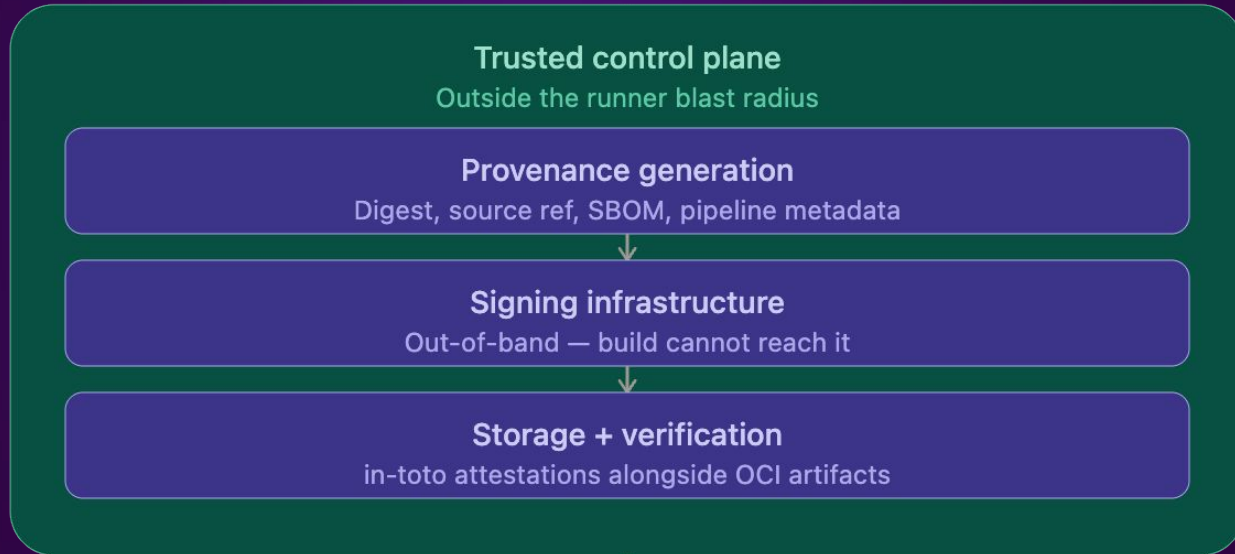 Trusted control plane
Outside the runner blast radius
Provenance generation
Digest, source ref, SBOM, pipeline metadata
Signing infrastructure
Out-of-band — build cannot reach it
Storage + verification
in-toto attestations alongside OCI artifacts